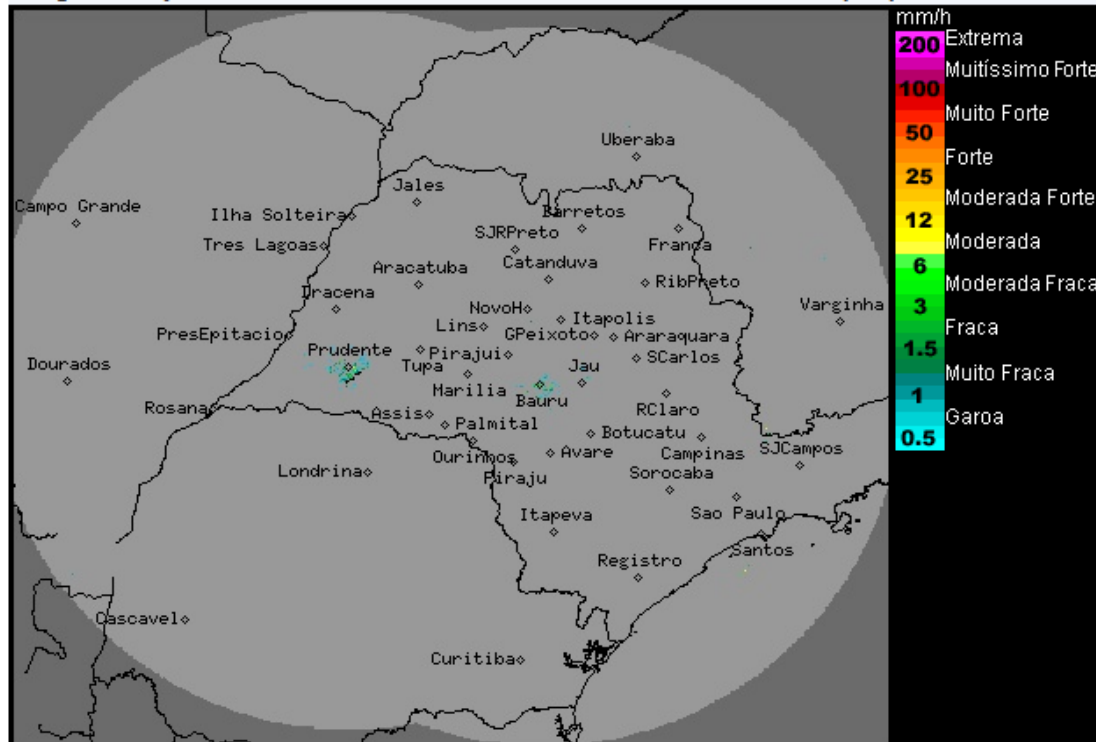 mm/h
200 Extrema
Muitíssimo Forte
100
Muito Forte
50
Forte
25
Moderada Forte
12
Moderada
6
Moderada Fraca
3
Fraca
1.5
Muito Fraca
1
Garoa
0.5
Uberaba
Jales
Campo Grande
Ilha Solteira
Barretos
SJRPreto
Franca
Tres Lagoas
Aracatuba
Catanduva
RibPreto
Dracena
NovoH
Varginha
Itapolis
Lins
PresEpitacio
GPeixoto
Araraquara
Prudente
Tupa
Pirajui
SCarlos
Dourados
Jau
Marilia
Bauru
Rosana
Assis
RClaro
Palmital
Botucatu
Ourinhos
Avare
Campinas
SJCampos
Londrina
Piraju
Sorocaba
Itapeva
Sao Paulo
Santos
Registro
Cascavel
Curitiba